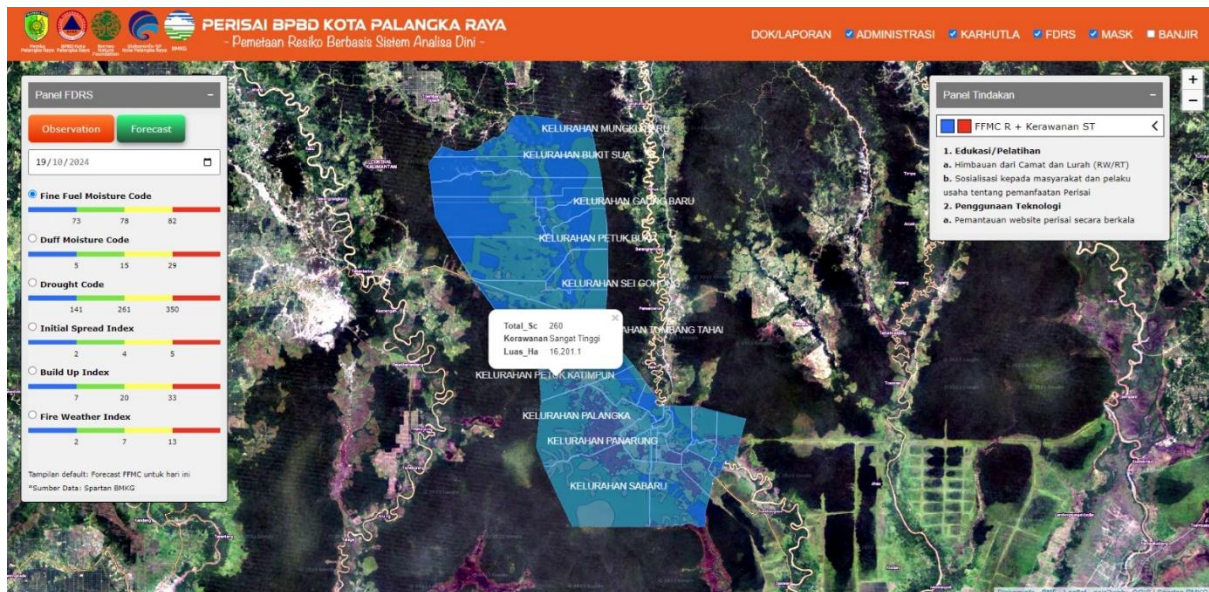 PERISAI BPBD KOTA PALANGKA RAYA
- Pemetaan Resiko Berbasis Sistem Analisa Dini -
BMKG
DOK/LAPORAN ADMINISTRASI KARHUTLA FDRS MASK BANJIR
Panel FDRS −
Observation Forecast
19/10/2024
Fine Fuel Moisture Code
73 78 82
Duff Moisture Code
5 15 29
Drought Code
141 261 350
Initial Spread Index
2 4 5
Build Up Index
7 20 33
Fire Weather Index
2 7 13
Tampilan default: Forecast FFMC untuk hari ini
*Sumber Data: Spartan BMKG
KELURAHAN MUNGKU BARU
KELURAHAN BUKIT SUA
KELURAHAN GAUNG BARU
KELURAHAN PETUK BUKIT
KELURAHAN SEI GOHONG
KELURAHAN TUMBANG TAHAI
Total_Sc 260
Kerawanan Sangat Tinggi
Luas_Ha 16,201.1
×
KELURAHAN PETUK KATIMPUN
KELURAHAN PALANGKA
KELURAHAN PANARUNG
KELURAHAN SABARU
Panel Tindakan −
FFMC R + Kerawanan ST
1. Edukasi/Pelatihan
a. Himbauan dari Camat dan Lurah (RW/RT)
b. Sosialisasi kepada masyarakat dan pelaku
usaha tentang pemanfaatan Perisai
2. Penggunaan Teknologi
a. Pemantauan website perisai secara berkala
+
−